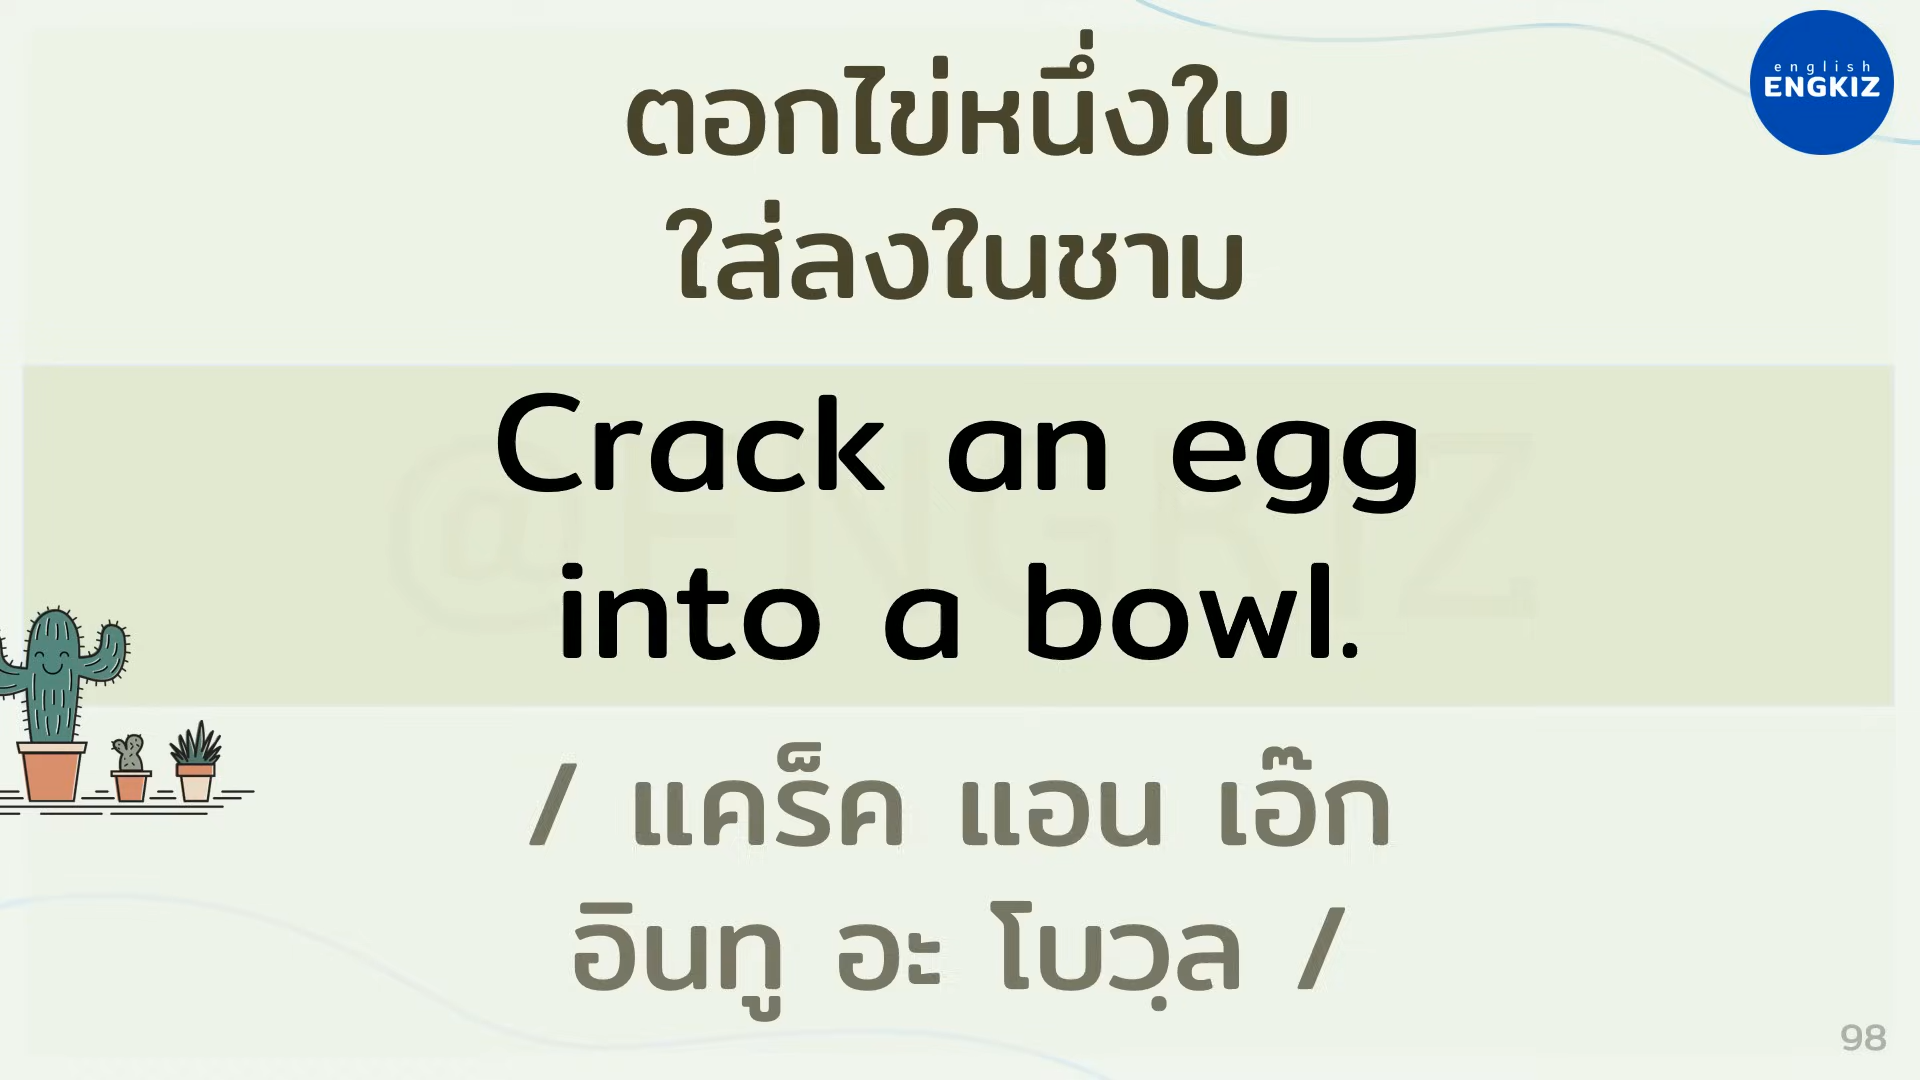 ตอกไข่หนึ่งใบ
ใส่ลงในชาม
english
ENGKIZ
Crack an egg
into a bowl.
@ENGKIZ
/ แคร็ค แอน เอ๊ก
อินทู อะ โบวฺล /
98